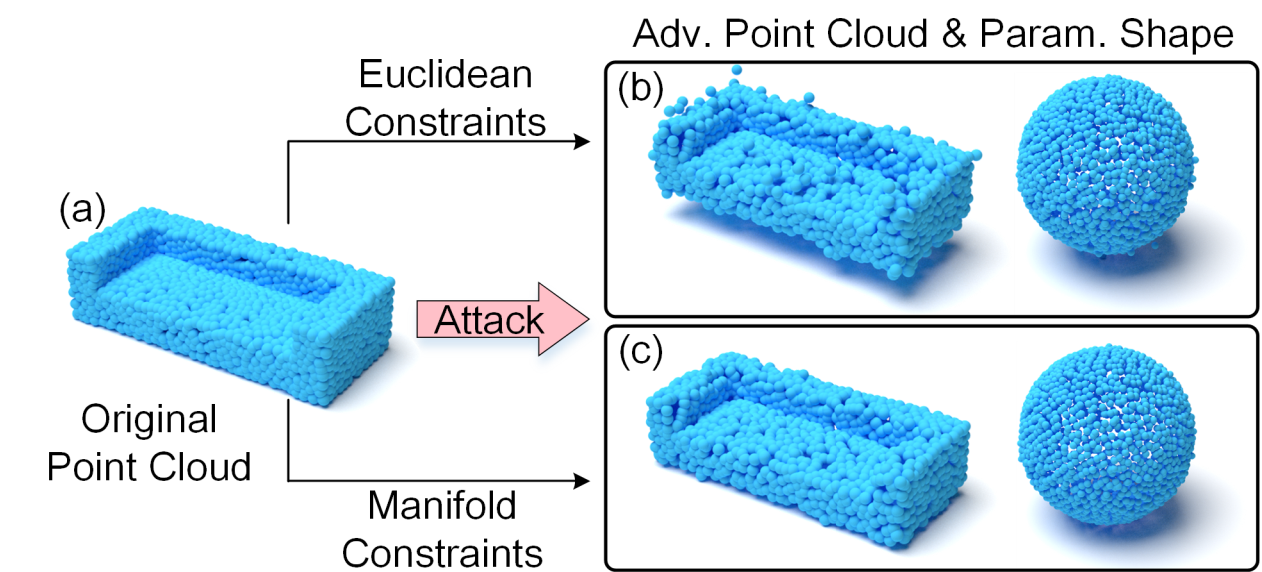 Adv. Point Cloud & Param. Shape
Euclidean
Constraints
(b)
(a)
Attack
(c)
Original
Point Cloud
Manifold
Constraints